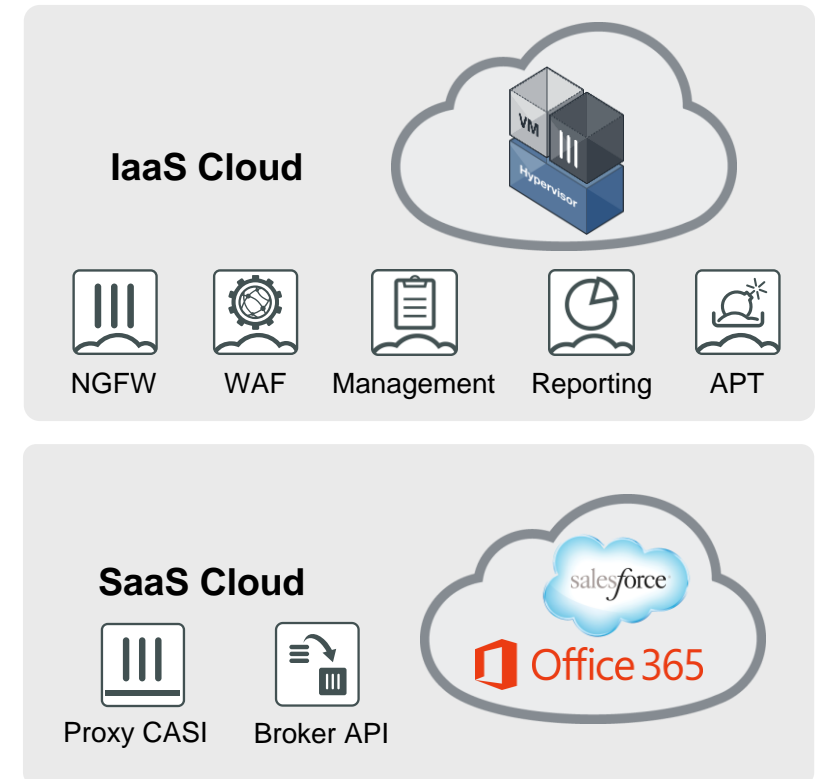 IaaS Cloud
VM
Hypervisor
NGFW
WAF
Management
Reporting
APT
SaaS Cloud
salesforce
Office 365
Proxy CASI
Broker API